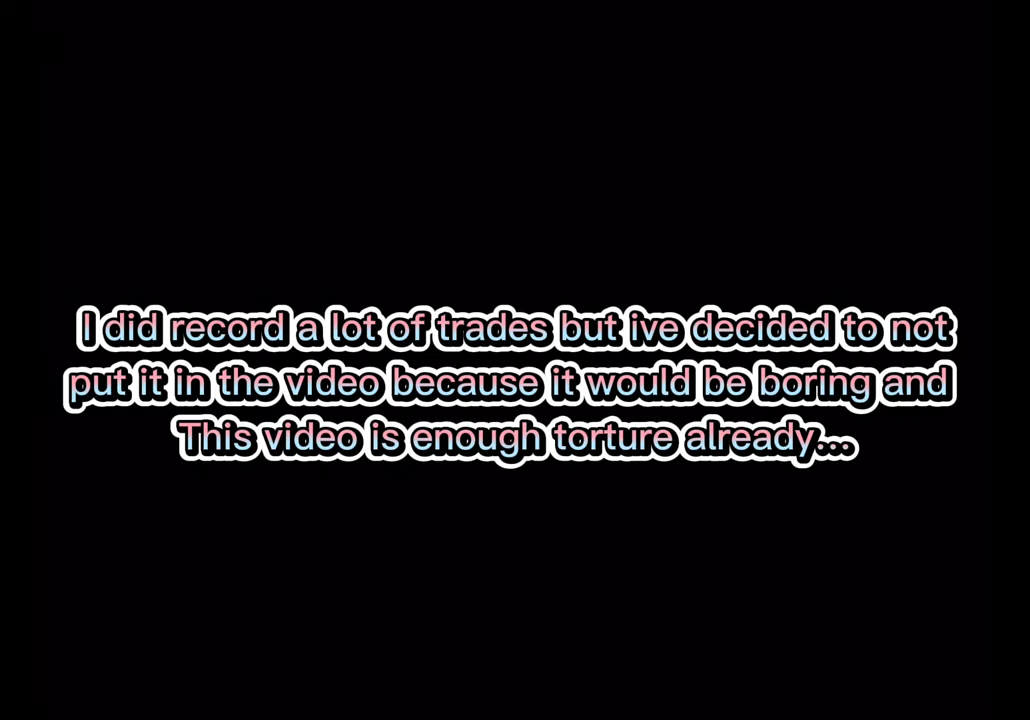 I did record a lot of trades but ive decided to not
put it in the video because it would be boring and
This video is enough torture already...